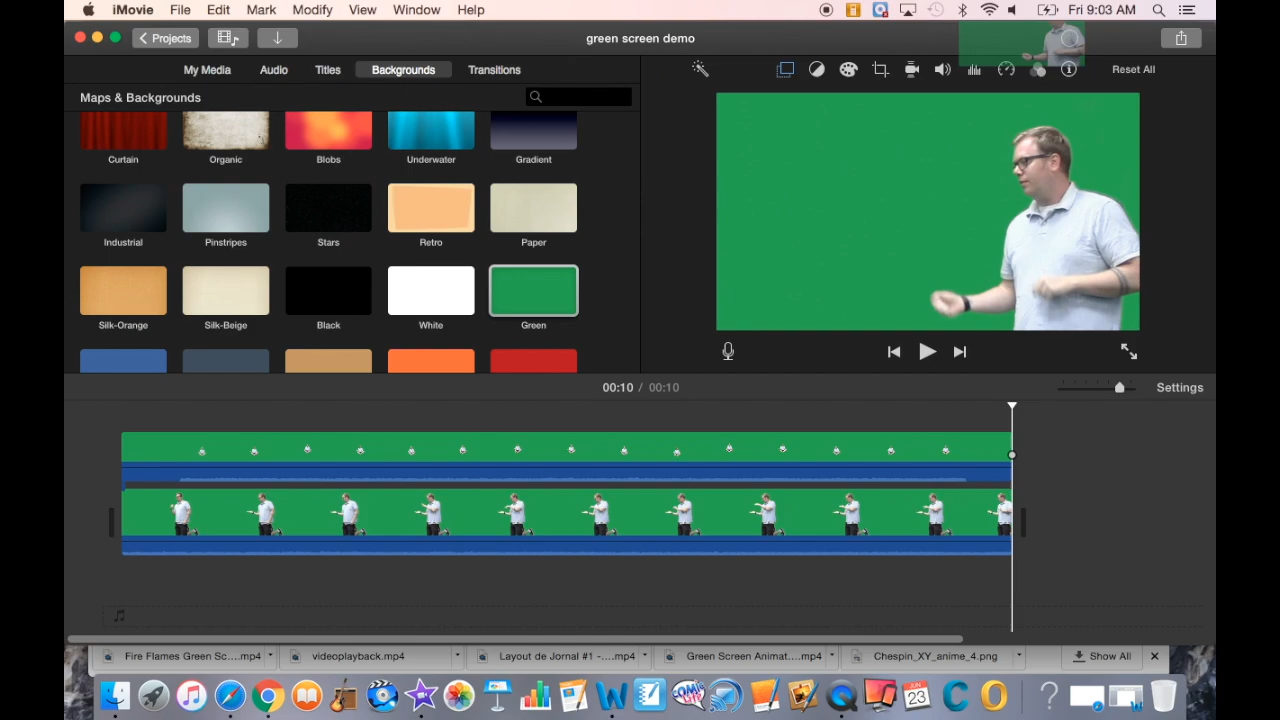 iMovie File Edit Mark Modify View Window Help Fri 9:03 AM
Projects green screen demo
My Media Audio Titles Backgrounds Transitions Reset All
Maps & Backgrounds
Curtain Organic Blobs Underwater Gradient
Industrial Pinstripes Stars Retro Paper
Silk-Orange Silk-Beige Black White Green
00:10 / 00:10 Settings
Fire Flames Green Sc....mp4 videoplayback.mp4 Layout de Jornal #1 -....mp4 Green Screen Animat....mp4 Chespin_XY_anime_4.png Show All
JUN
23